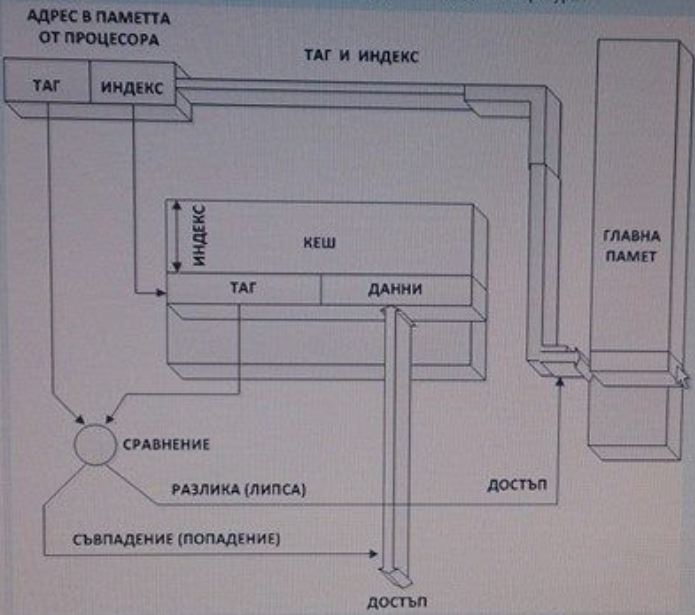 АДРЕС В ПАМЕТТА
ОТ ПРОЦЕСОРА
ТАГ И ИНДЕКС
ТАГ
ИНДЕКС
ИНДЕКС
КЕШ
ГЛАВНА
ПАМЕТ
ТАГ
ДАННИ
СРАВНЕНИЕ
РАЗЛИКА (ЛИПСА)
ДОСТЪП
СЪВПАДЕНИЕ (ПОПАДЕНИЕ)
ДОСТЪП